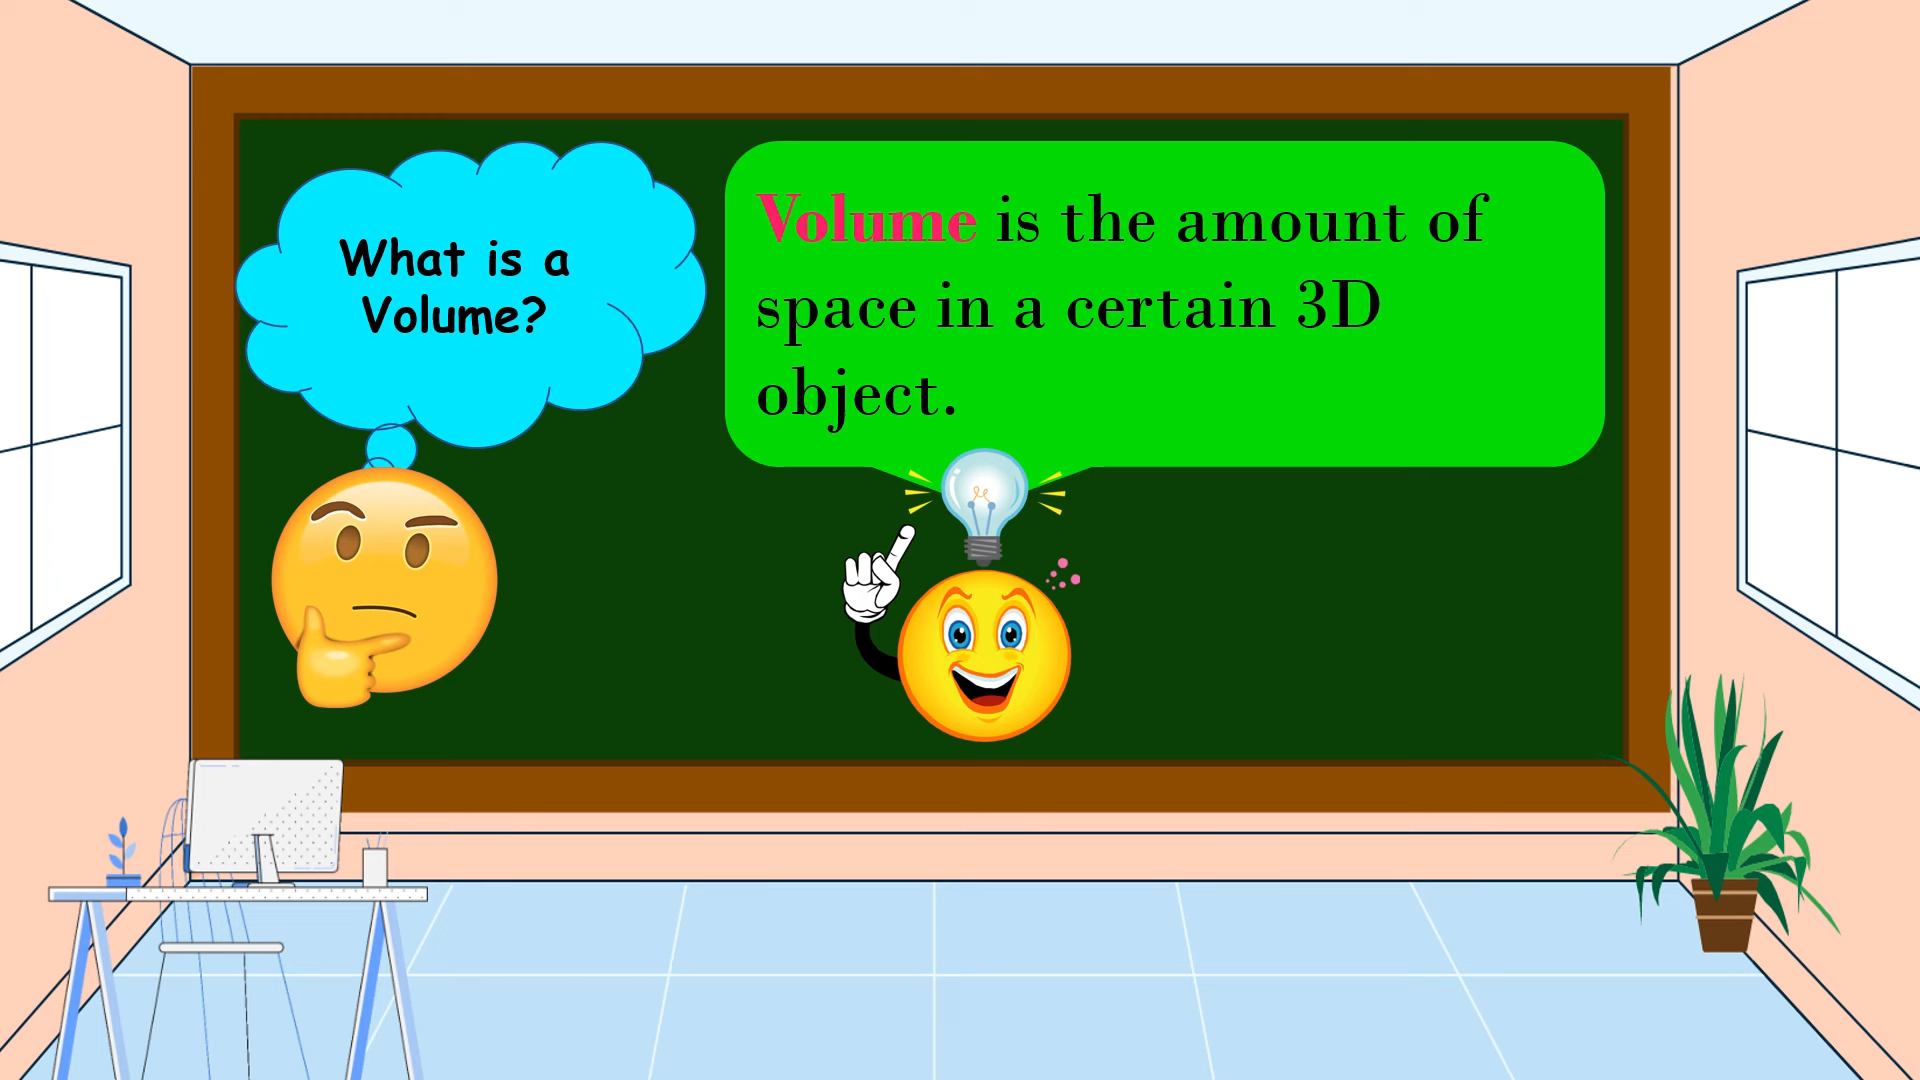 What is a
Volume?
Volume is the amount of
space in a certain 3D
object.